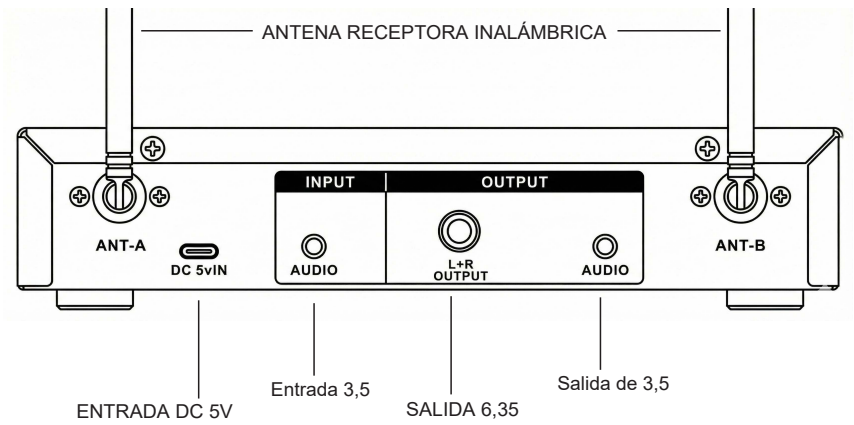 ANTENA RECEPTORA INALÁMBRICA
INPUT
OUTPUT
ANT-A
DC 5vIN
AUDIO
L+R
OUTPUT
AUDIO
ANT-B
ENTRADA DC 5V
Entrada 3,5
SALIDA 6,35
Salida de 3,5